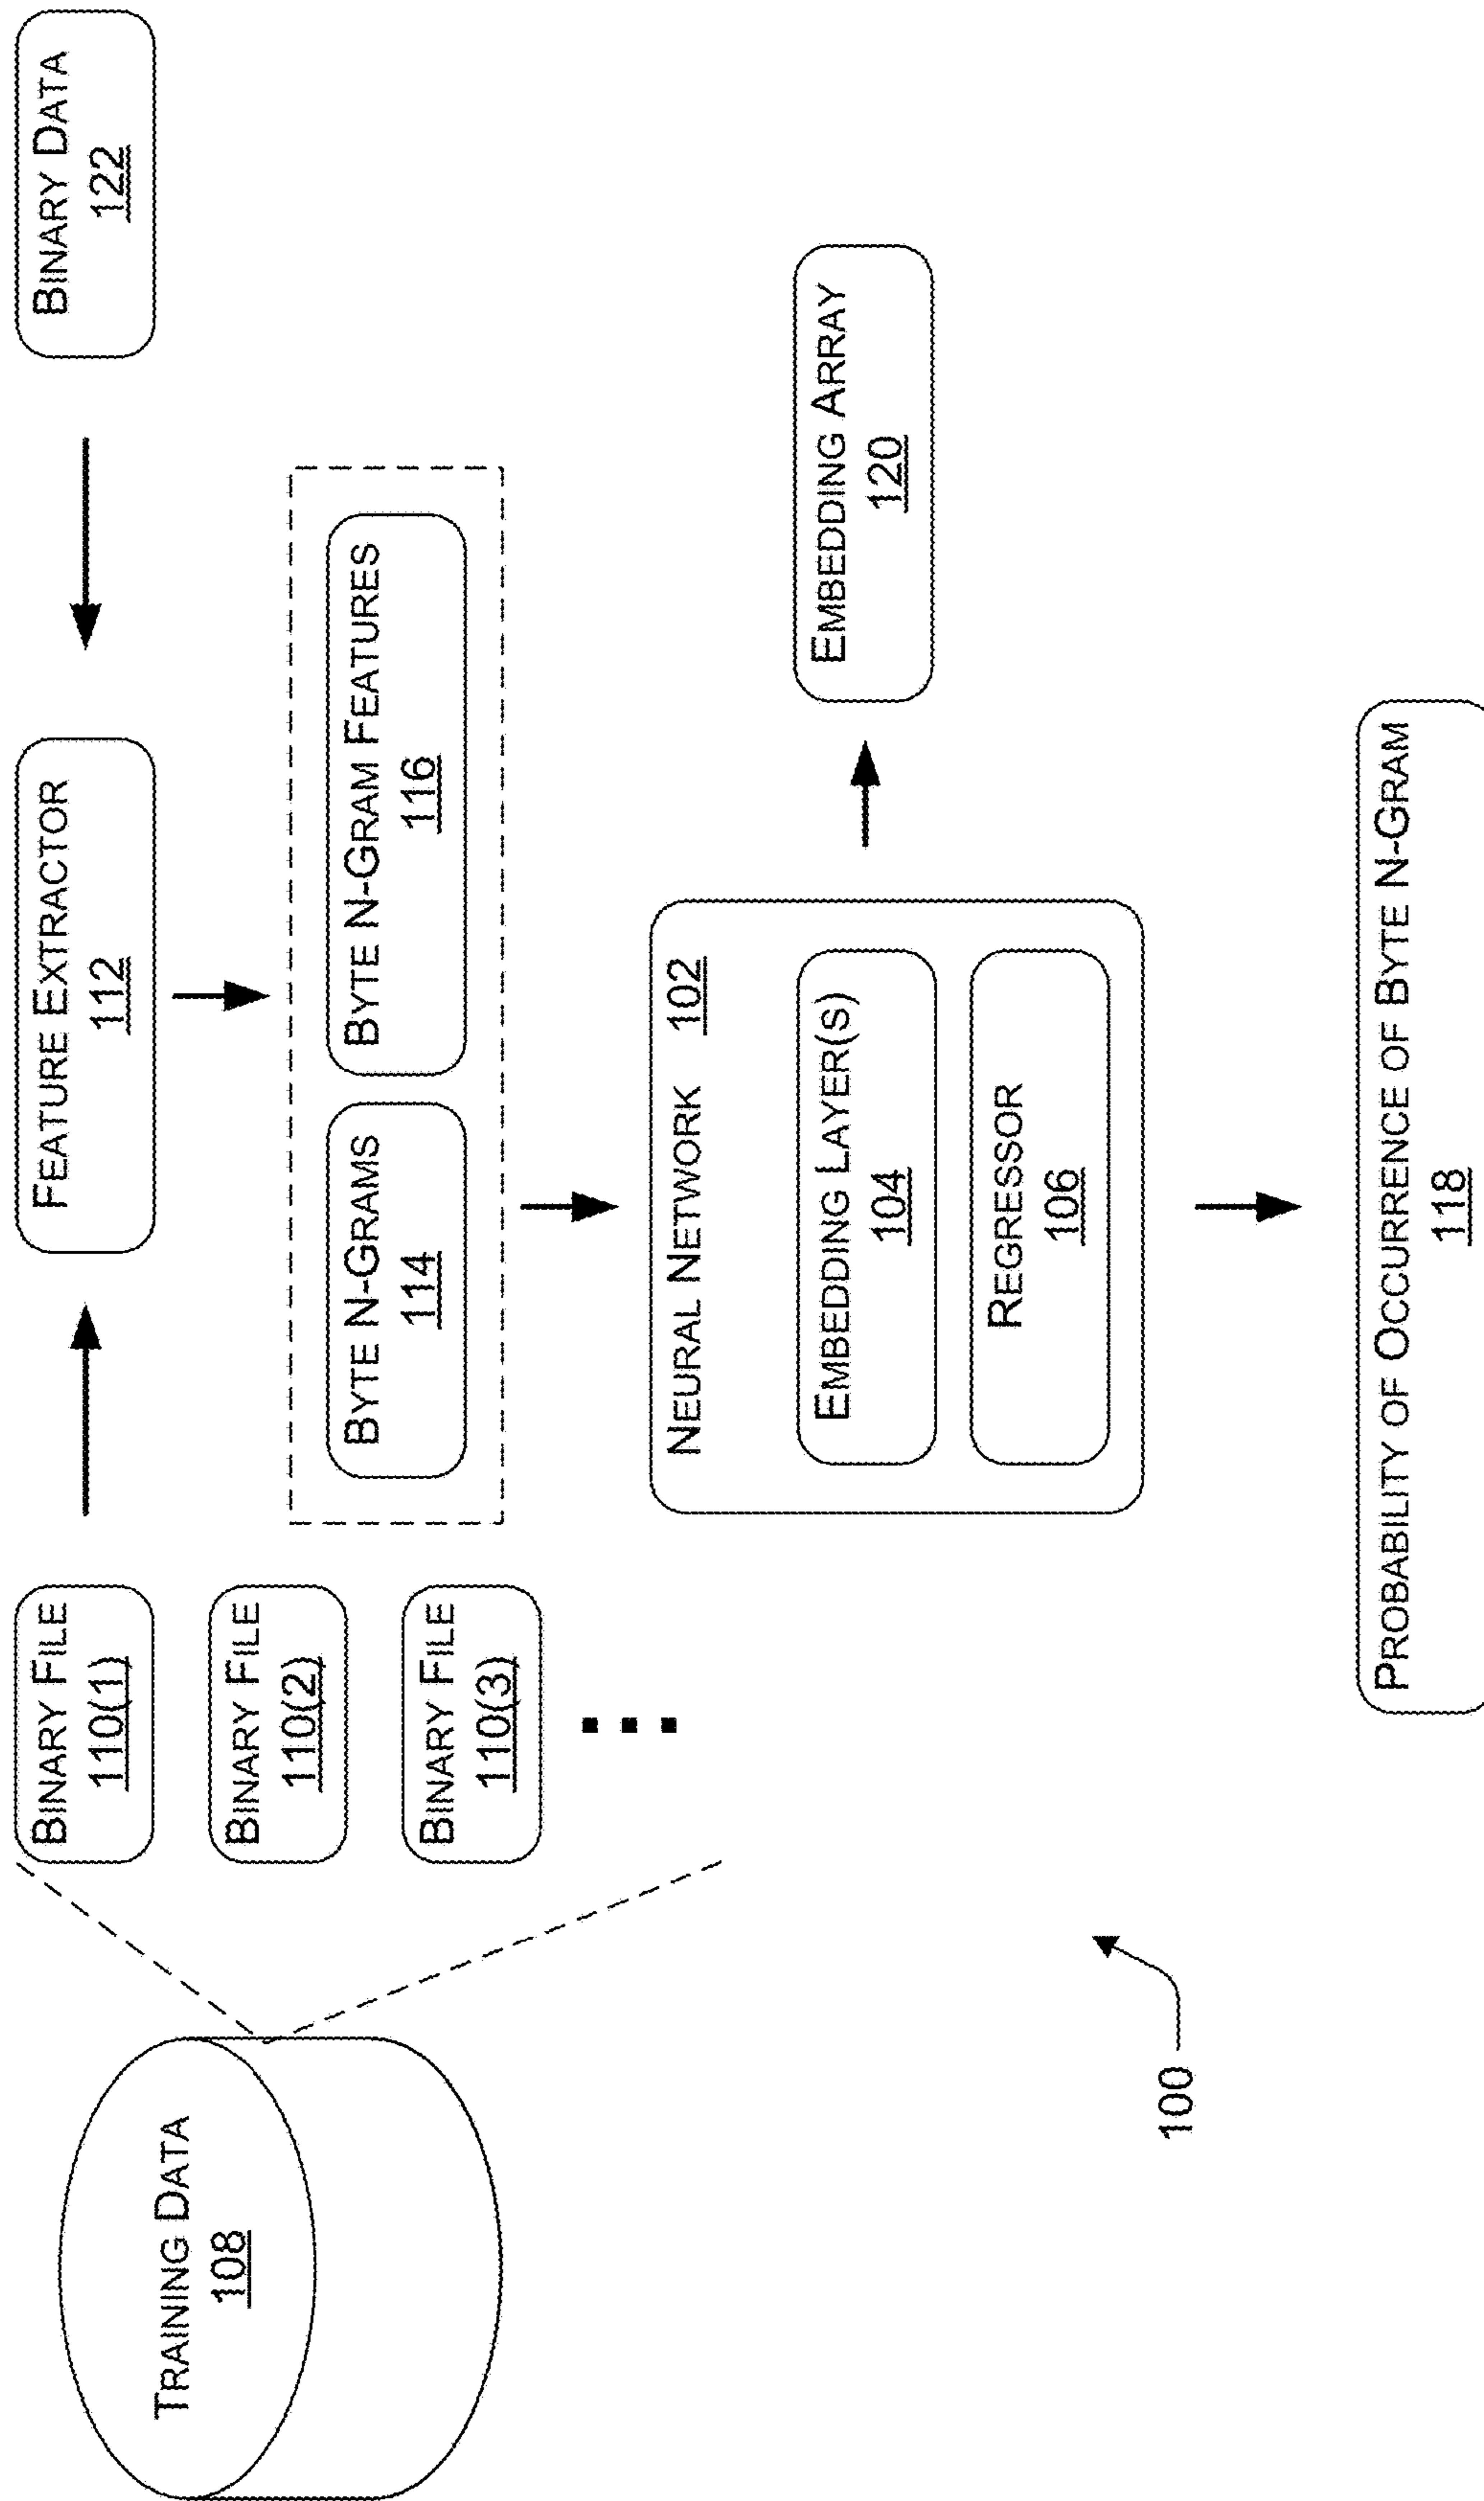 TRAINING DATA
108
BINARY FILE
110(1)
BINARY FILE
110(2)
BINARY FILE
110(3)
FEATURE EXTRACTOR
112
BINARY DATA
122
BYTE N-GRAMS
114
BYTE N-GRAM FEATURES
116
NEURAL NETWORK 102
EMBEDDING LAYER(S)
104
REGRESSOR
106
EMBEDDING ARRAY
120
PROBABILITY OF OCCURRENCE OF BYTE N-GRAM
118
100